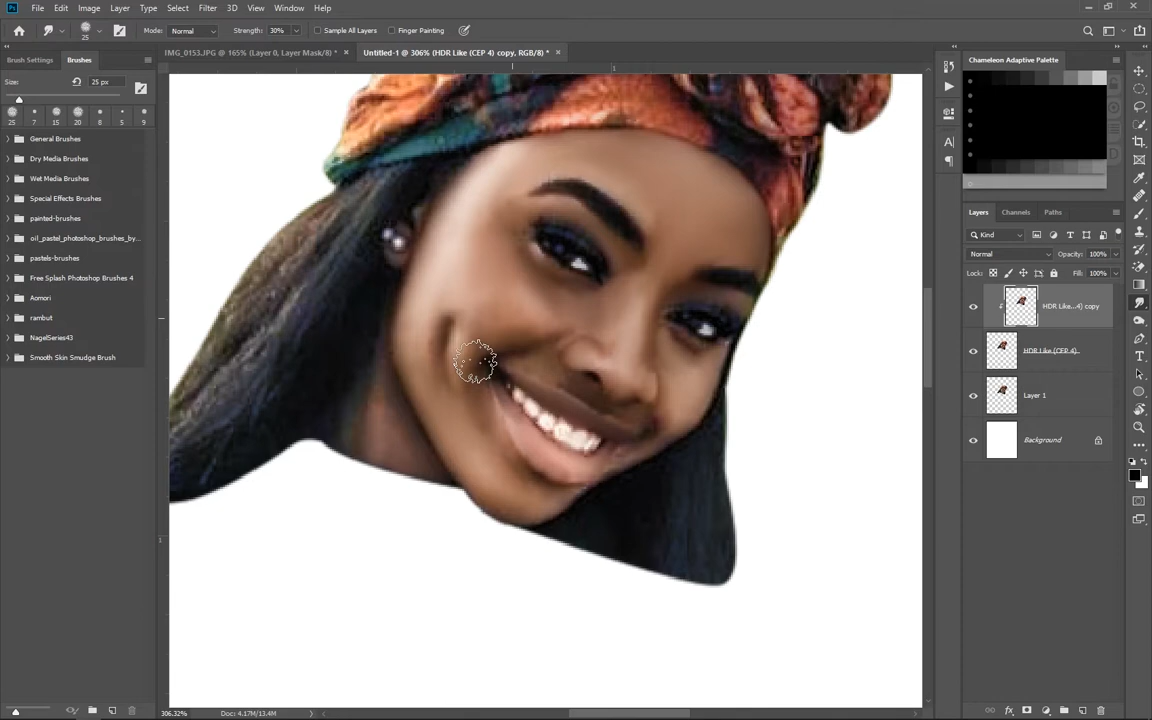 File Edit Image Layer Type Select Filter 3D View Window Help
25 Mode: Normal Strength: 30% Sample All Layers Finger Painting
IMG_0153.JPG @ 165% (Layer 0, Layer Mask/8) * × Untitled-1 @ 306% (HDR Like (CEP 4) copy, RGB/8) * ×
Brush Settings Brushes
Size: 25 px
25 7 15 20 8 5 9
General Brushes
Dry Media Brushes
Wet Media Brushes
Special Effects Brushes
painted-brushes
oil_pastel_photoshop_brushes_by...
pastels-brushes
Free Splash Photoshop Brushes 4
Aomori
rambut
NagelSeries43
Smooth Skin Smudge Brush
1
1
Chameleon Adaptive Palette
Layers Channels Paths
Kind
Normal Opacity: 100%
Lock: Fill: 100%
HDR Like...4) copy
HDR Like (CEP 4)
Layer 1
Background
306.32% Doc: 4.17M/13.4M